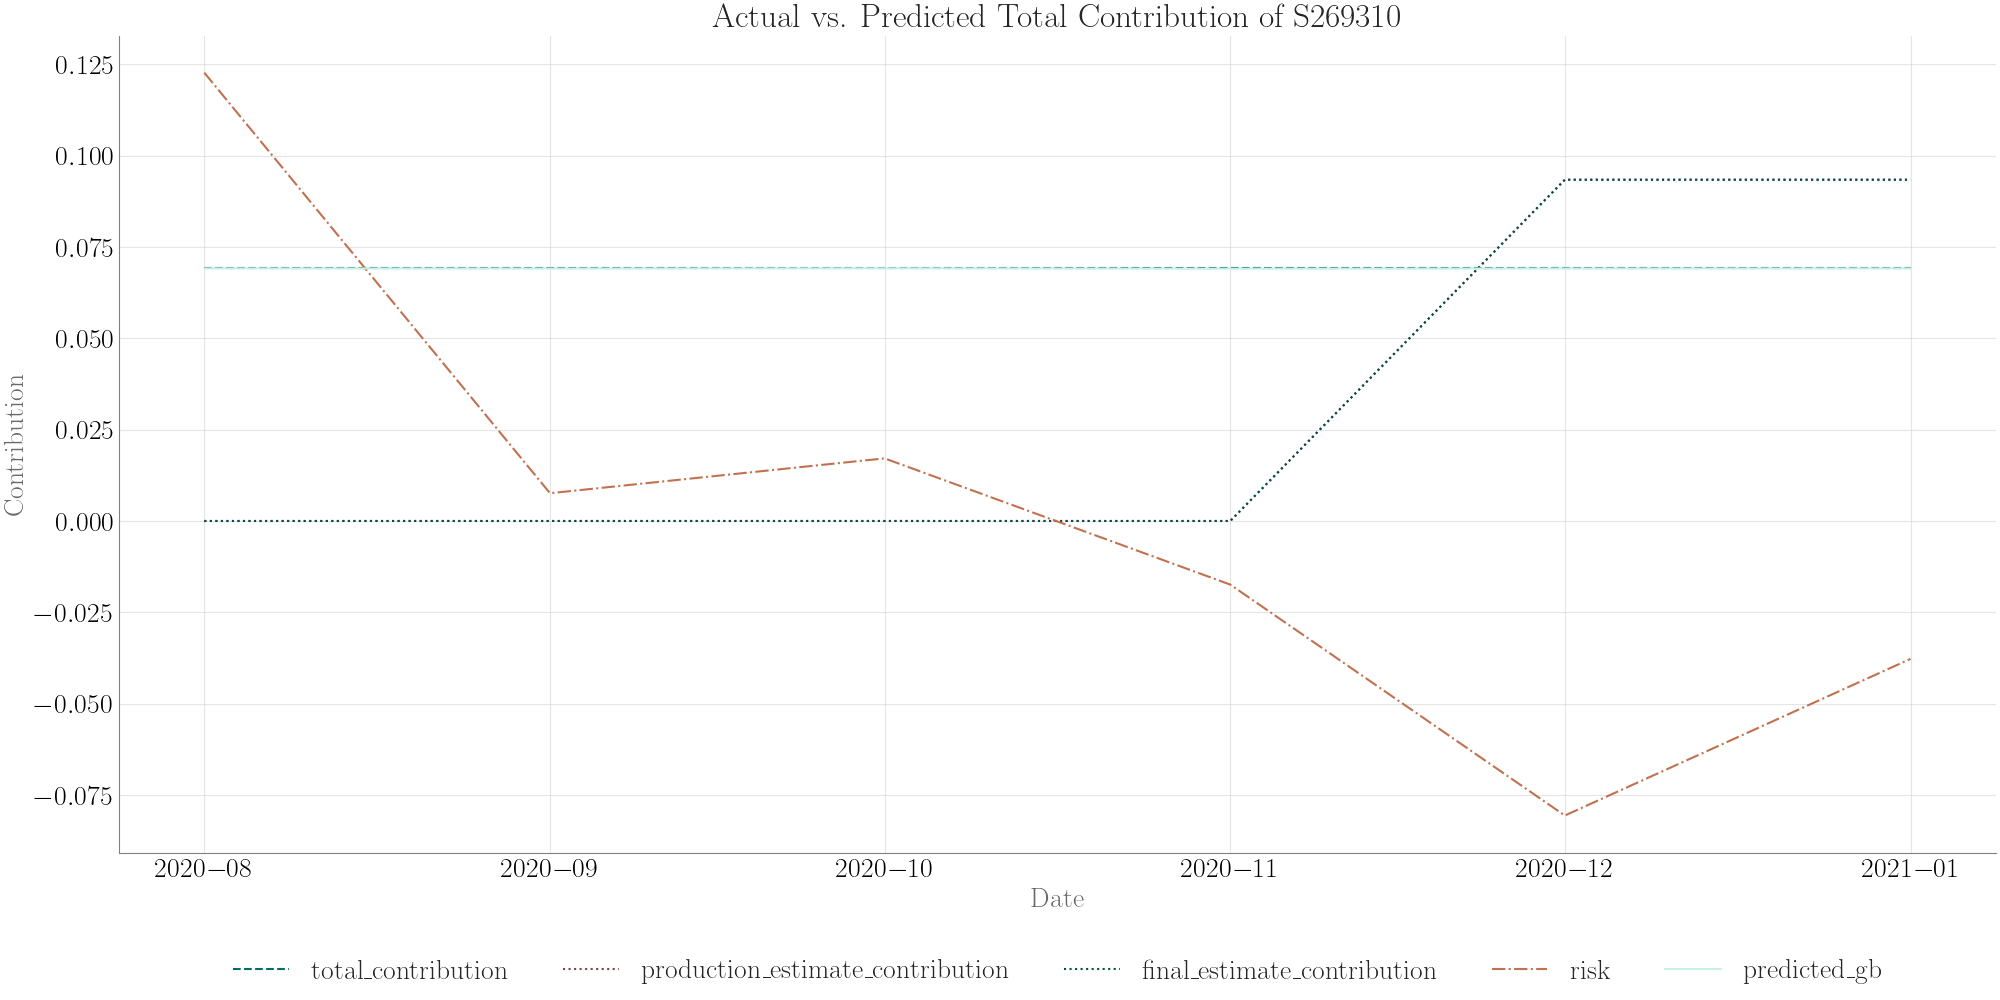 Actual vs. Predicted Total Contribution of S269310
0.125
0.100
0.075
0.050
0.025
0.000
−0.025
−0.050
−0.075
Contribution
2020–08 2020–09 2020–10 2020–11 2020–12 2021–01
Date
total_contribution production_estimate_contribution final_estimate_contribution risk predicted_gb